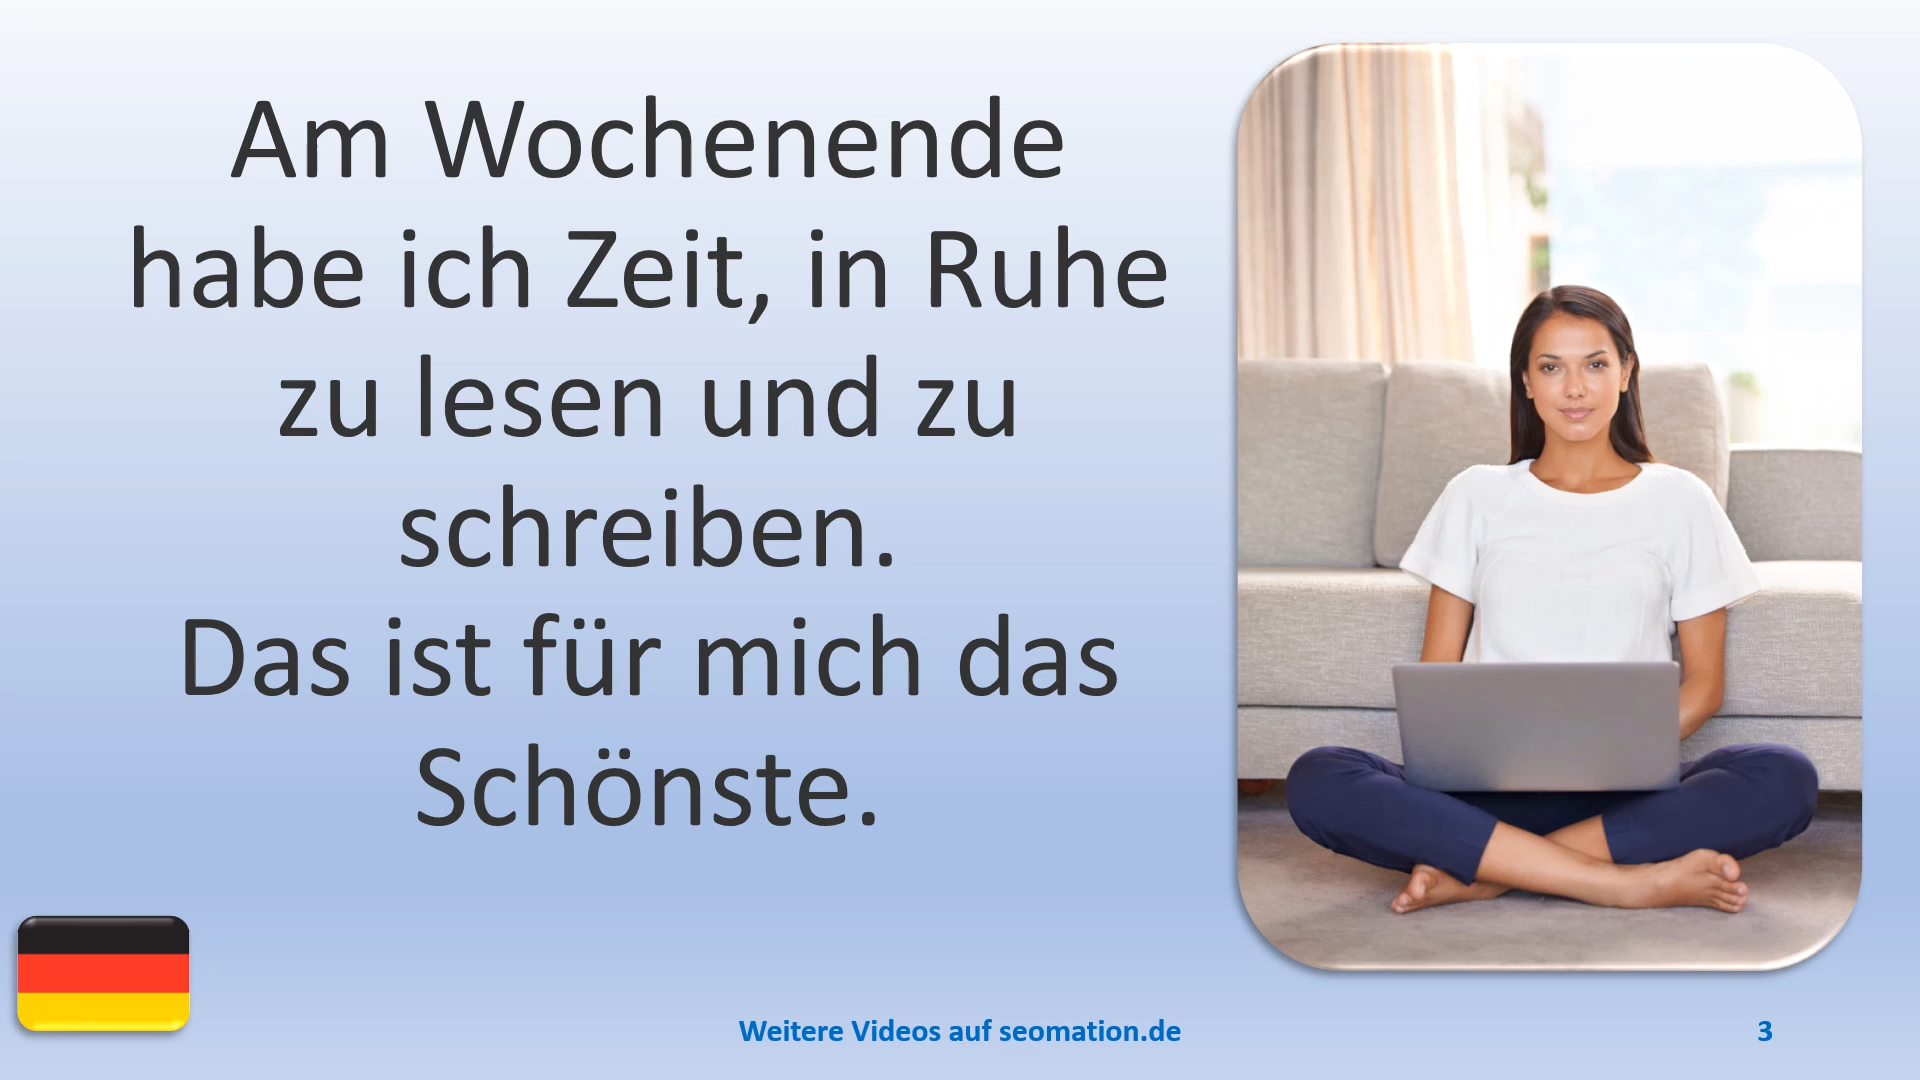 Am Wochenende
habe ich Zeit, in Ruhe
zu lesen und zu
schreiben.
Das ist für mich das
Schönste.
Weitere Videos auf seomation.de
3